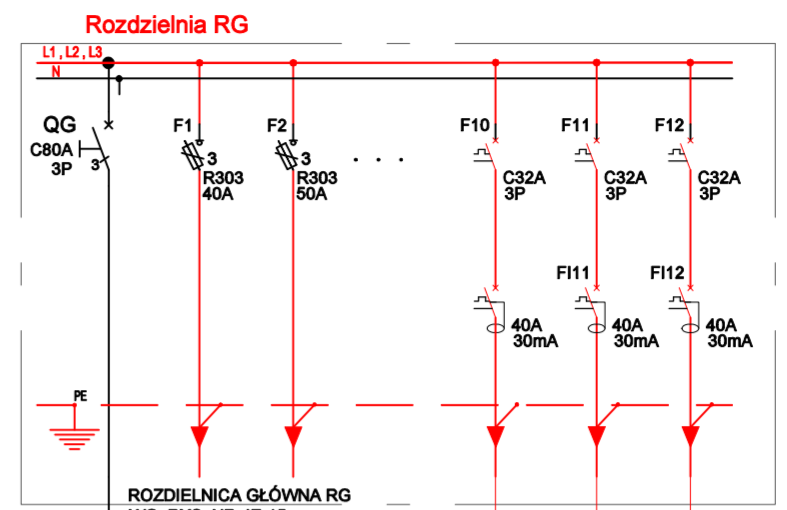 Rozdzielnia RG
L1, L2, L3
N
QG
C80A
3P
3
F1
3
R303
40A
F2
3
R303
50A
. . .
F10
C32A
3P
F11
C32A
3P
F12
C32A
3P
40A
30mA
FI11
40A
30mA
FI12
40A
30mA
PE
ROZDIELNICA GŁÓWNA RG